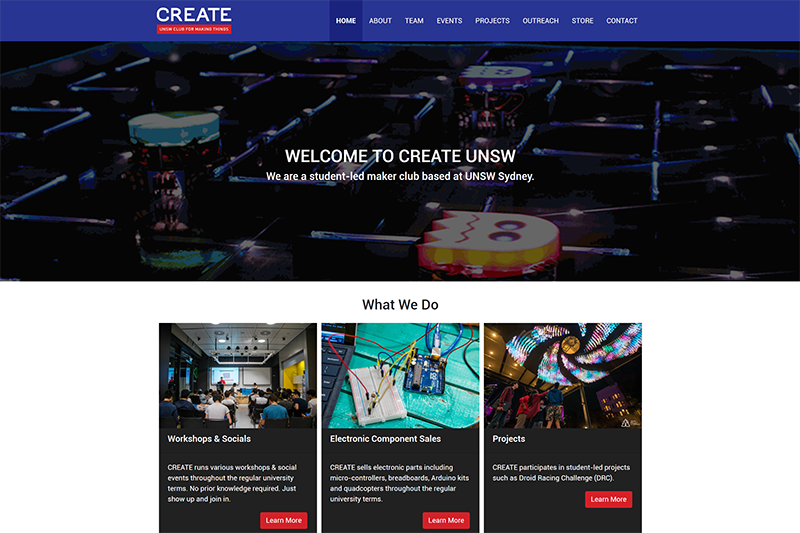 CREATE
UNSW CLUB FOR MAKING THINGS
HOME ABOUT TEAM EVENTS PROJECTS OUTREACH STORE CONTACT
WELCOME TO CREATE UNSW
We are a student-led maker club based at UNSW Sydney.
What We Do
Workshops & Socials
CREATE runs various workshops & social
events throughout the regular university
terms. No prior knowledge required. Just
show up and join in.
Learn More
Electronic Component Sales
CREATE sells electronic parts including
micro-controllers, breadboards, Arduino kits
and quadcopters throughout the regular
university terms.
Learn More
Projects
CREATE participates in student-led projects
such as Droid Racing Challenge (DRC).
Learn More